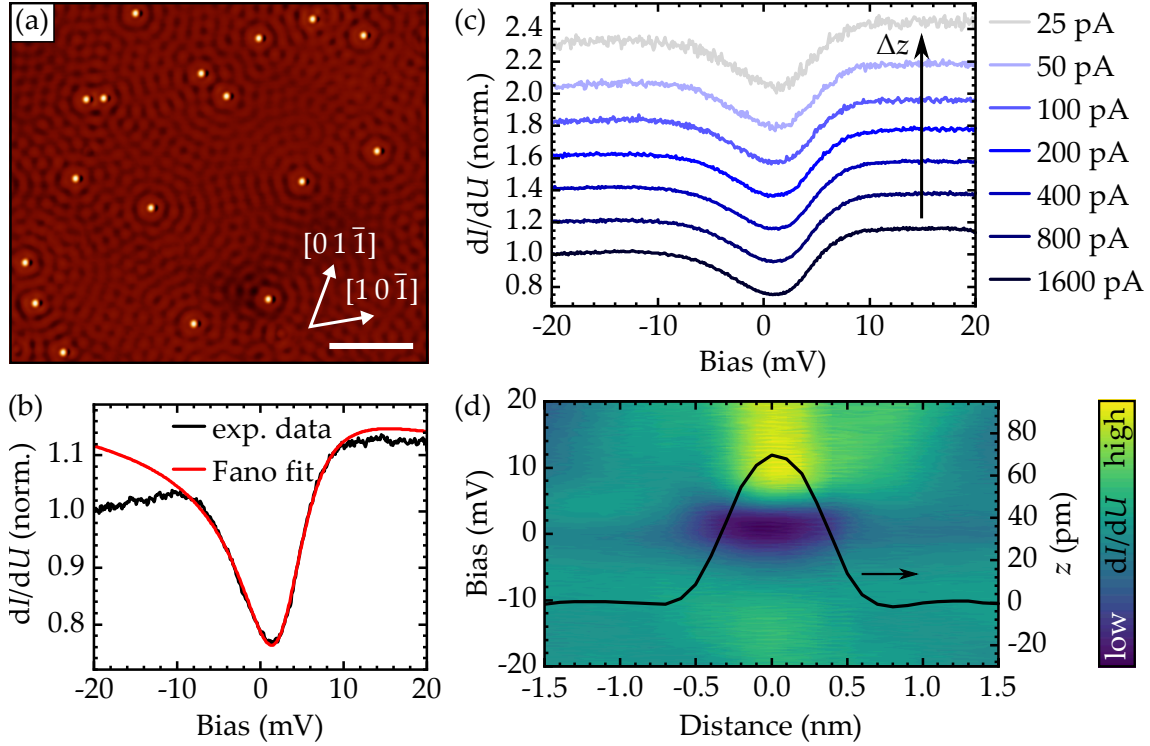 (a)
[0 1 1̄]
[1 0 1̄]
(b)
exp. data
Fano fit
dI/dU (norm.)
1.1
1.0
0.9
0.8
-20
-10
0
10
20
Bias (mV)
(c)
Δz
dI/dU (norm.)
2.4
2.2
2.0
1.8
1.6
1.4
1.2
1.0
0.8
-20
-10
0
10
20
Bias (mV)
25 pA
50 pA
100 pA
200 pA
400 pA
800 pA
1600 pA
(d)
Bias (mV)
20
10
0
-10
-20
-1.5
-1.0
-0.5
0.0
0.5
1.0
1.5
Distance (nm)
80
60
40
20
0
-20
z (pm)
low dI/dU high